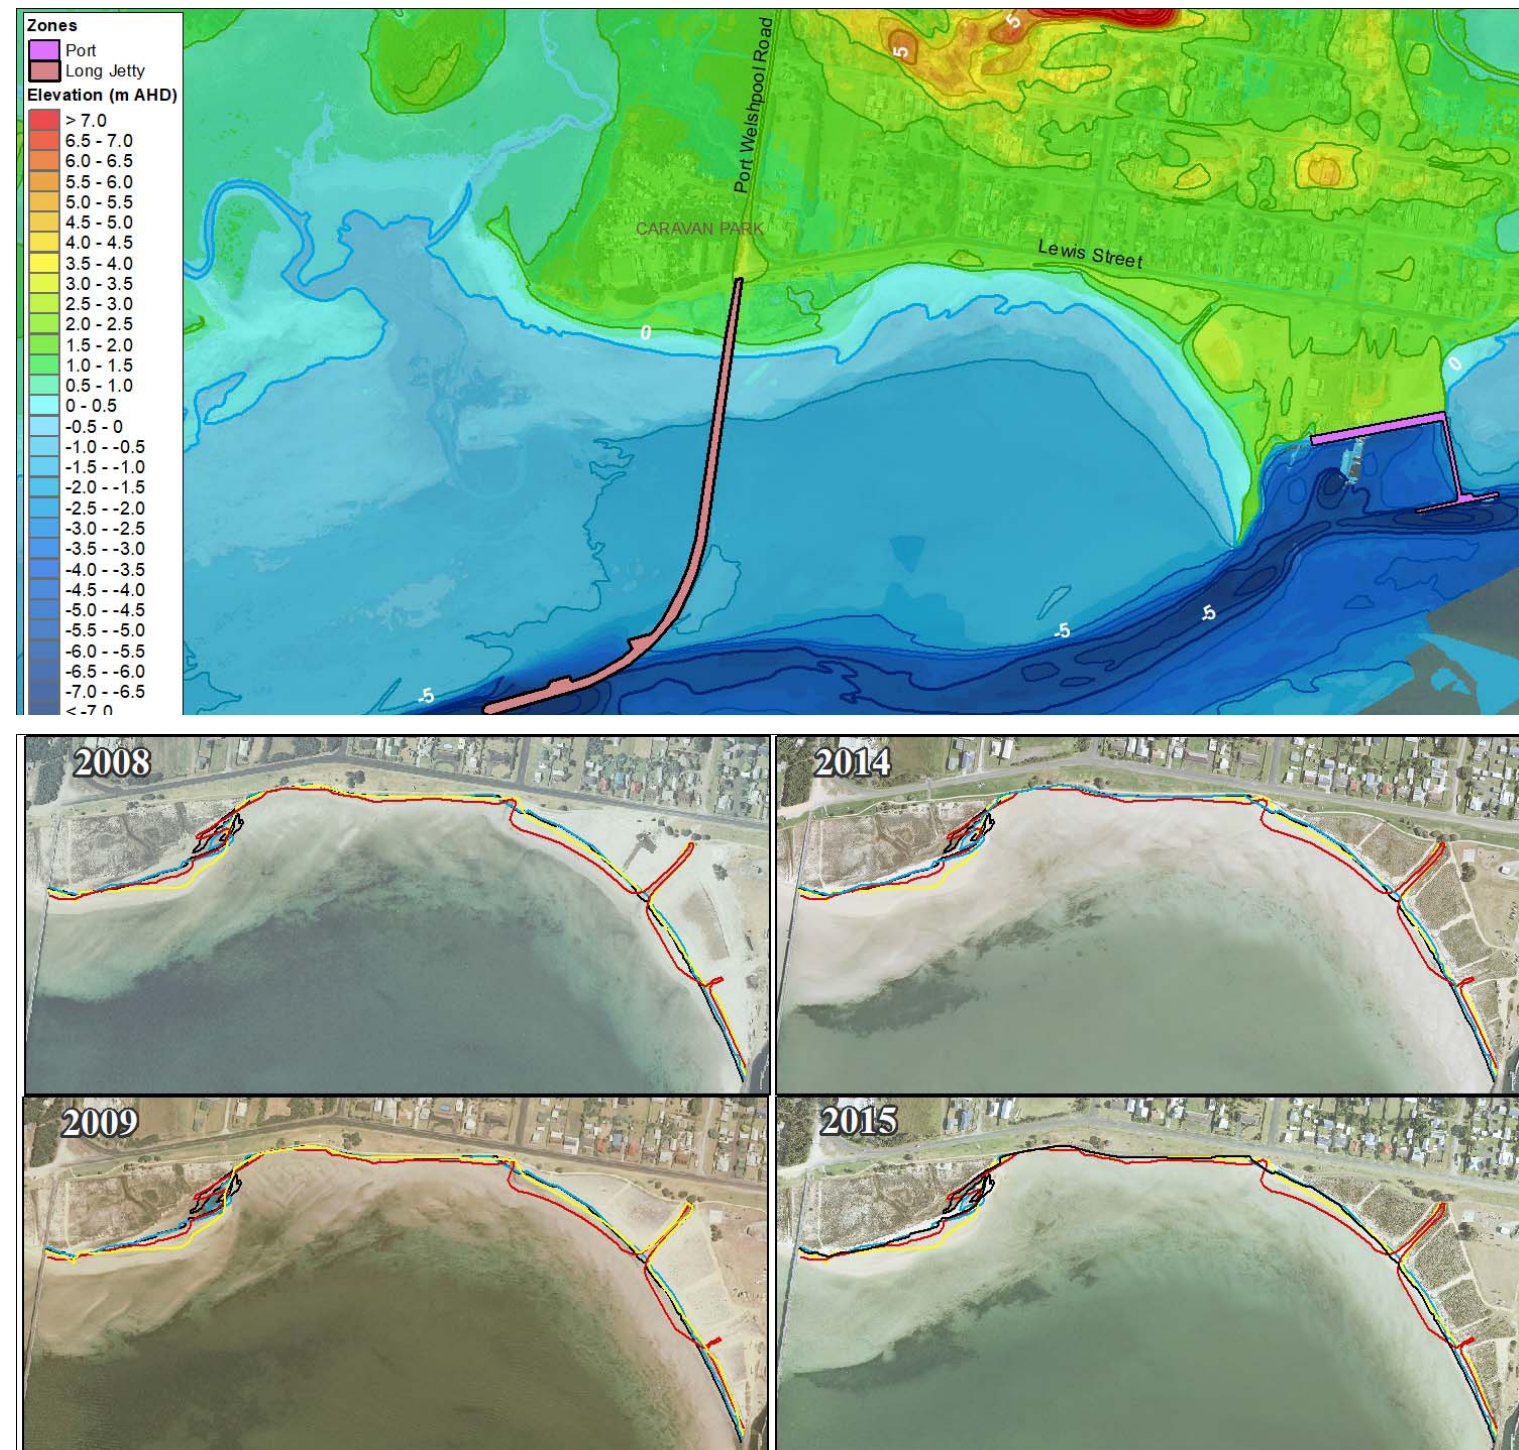 Zones
Port
Long Jetty
Elevation (m AHD)
> 7.0
6.5 - 7.0
6.0 - 6.5
5.5 - 6.0
5.0 - 5.5
4.5 - 5.0
4.0 - 4.5
3.5 - 4.0
3.0 - 3.5
2.5 - 3.0
2.0 - 2.5
1.5 - 2.0
1.0 - 1.5
0.5 - 1.0
0 - 0.5
-0.5 - 0
-1.0 - -0.5
-1.5 - -1.0
-2.0 - -1.5
-2.5 - -2.0
-3.0 - -2.5
-3.5 - -3.0
-4.0 - -3.5
-4.5 - -4.0
-5.0 - -4.5
-5.5 - -5.0
-6.0 - -5.5
-6.5 - -6.0
-7.0 - -6.5
< -7.0
5
5
Port Welshpool Road
CARAVAN PARK
Lewis Street
0
0
-5
-5
-5
2008
2014
2009
2015